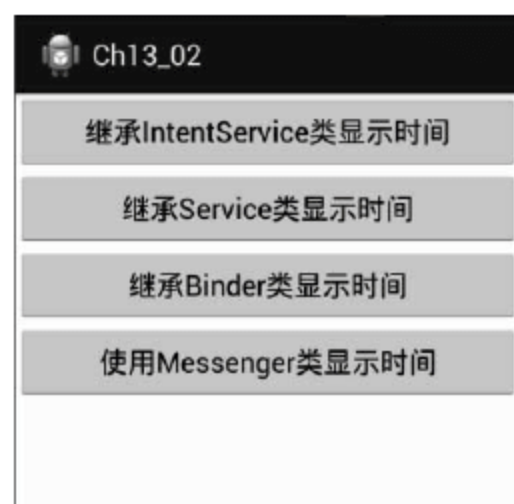 Ch13_02
继承IntentService类显示时间
继承Service类显示时间
继承Binder类显示时间
使用Messenger类显示时间